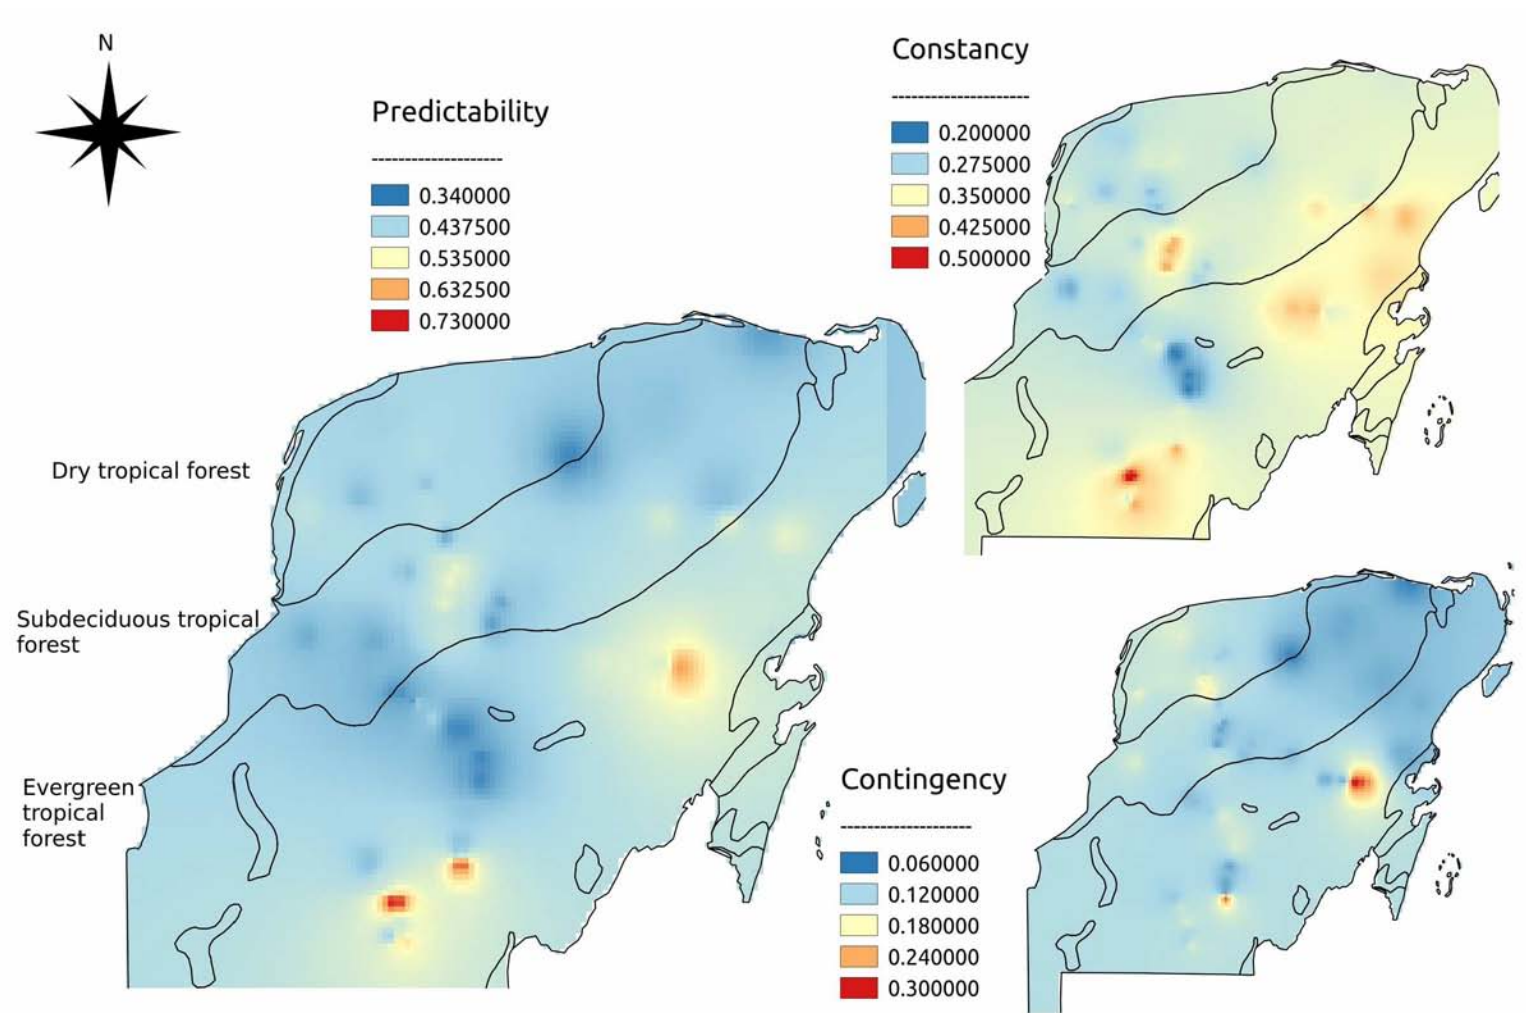 N
Predictability
--------------------
0.340000
0.437500
0.535000
0.632500
0.730000
Constancy
---------------------
0.200000
0.275000
0.350000
0.425000
0.500000
Dry tropical forest
Subdeciduous tropical
forest
Evergreen
tropical
forest
Contingency
--------------------
0.060000
0.120000
0.180000
0.240000
0.300000